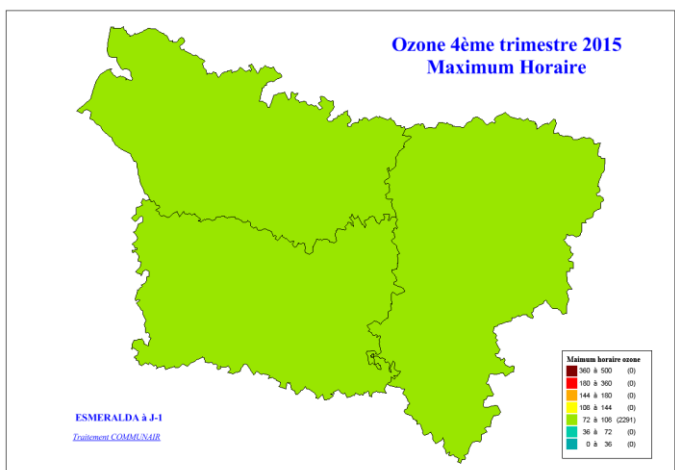 Ozone 4ème trimestre 2015
Maximum Horaire
Maimum horaire ozone
360 à 500 (0)
180 à 360 (0)
144 à 180 (0)
108 à 144 (0)
72 à 108 (2291)
36 à 72 (0)
0 à 36 (0)
ESMERALDA à J-1
Traitement COMMUNAIR